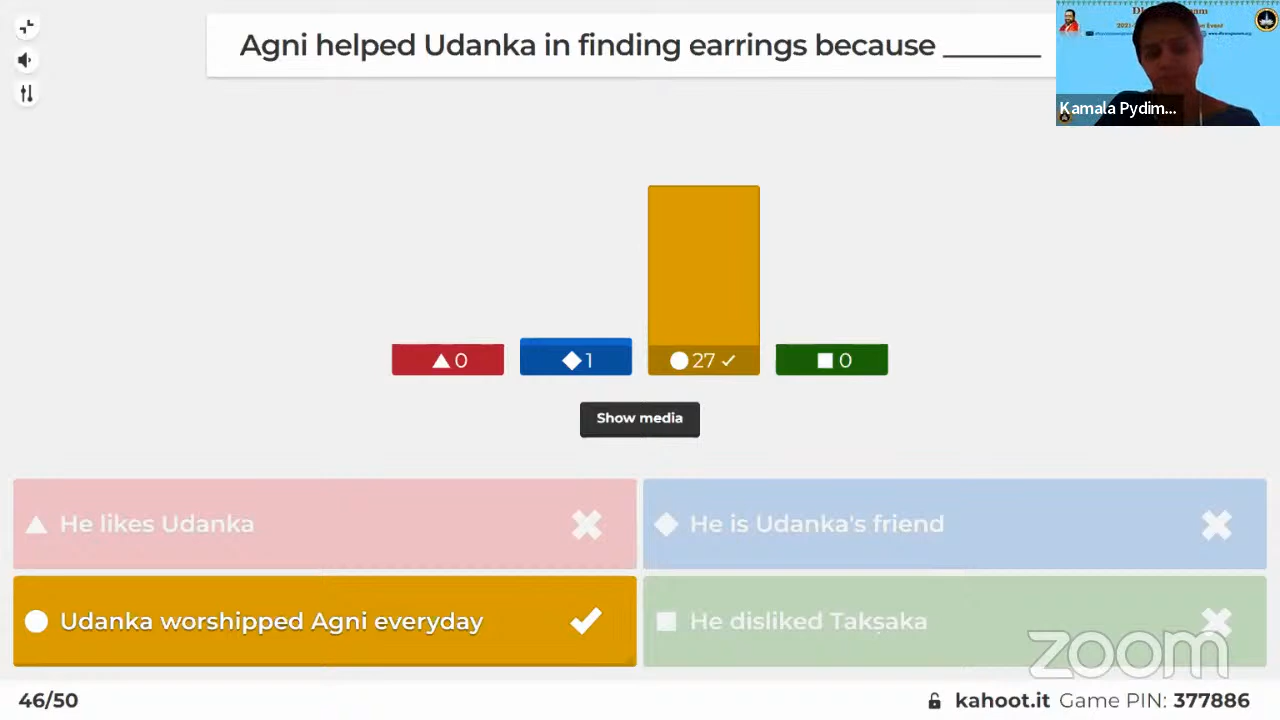 Agni helped Udanka in finding earrings because _______
Kamala Pydim...
0
1
27
0
Show media
He likes Udanka
He is Udanka's friend
Udanka worshipped Agni everyday
He disliked Takṣaka
zoom
46/50
kahoot.it Game PIN: 377886